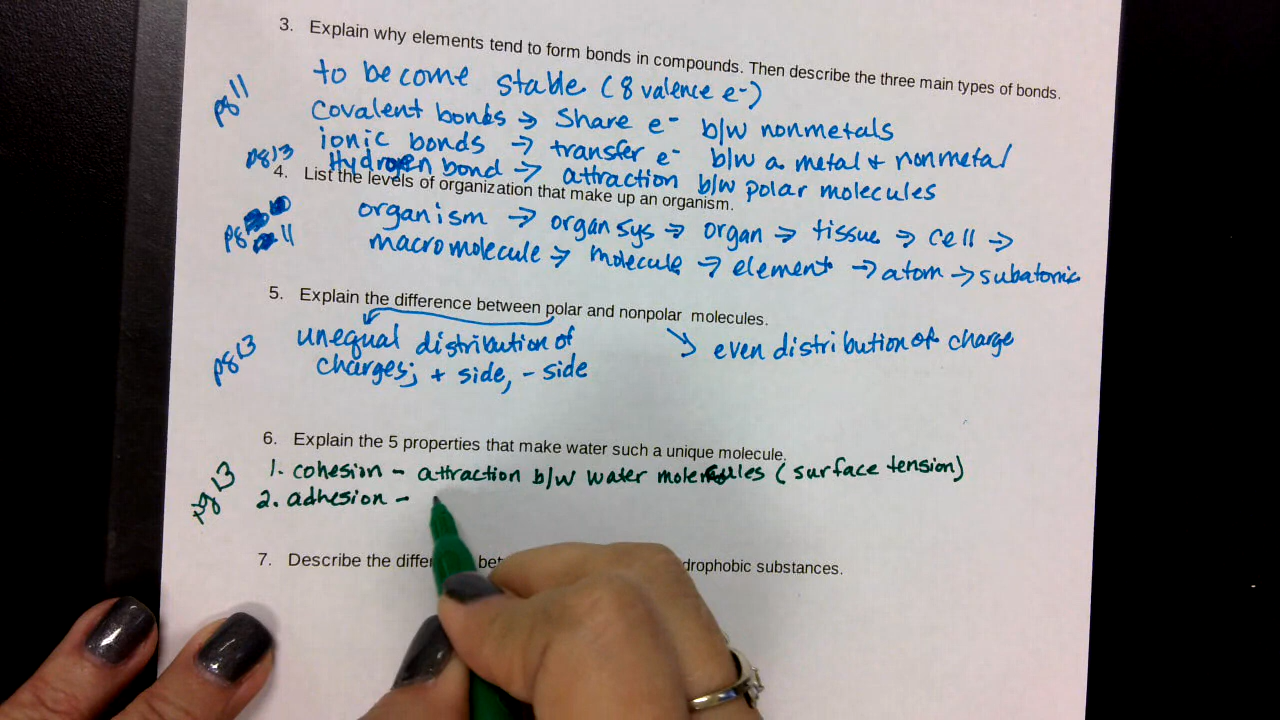 3. Explain why elements tend to form bonds in compounds. Then describe the three main types of bonds.
to become stable (8 valence e-)
pg 11
covalent bonds → share e- b/w nonmetals
ionic bonds → transfer e- b/w a metal + nonmetal
pg 13 Hydrogen bond → attraction b/w polar molecules
4. List the levels of organization that make up an organism.
organism → organ sys → organ → tissue → cell →
pg 11
macromolecule → molecule → element → atom → subatomic
5. Explain the difference between polar and nonpolar molecules.
unequal distribution of
even distribution of charge
pg 13
charges; + side, - side
6. Explain the 5 properties that make water such a unique molecule.
pg 13
1. cohesion - attraction b/w water molecules (surface tension)
2. adhesion -
7. Describe the drophobic substances.